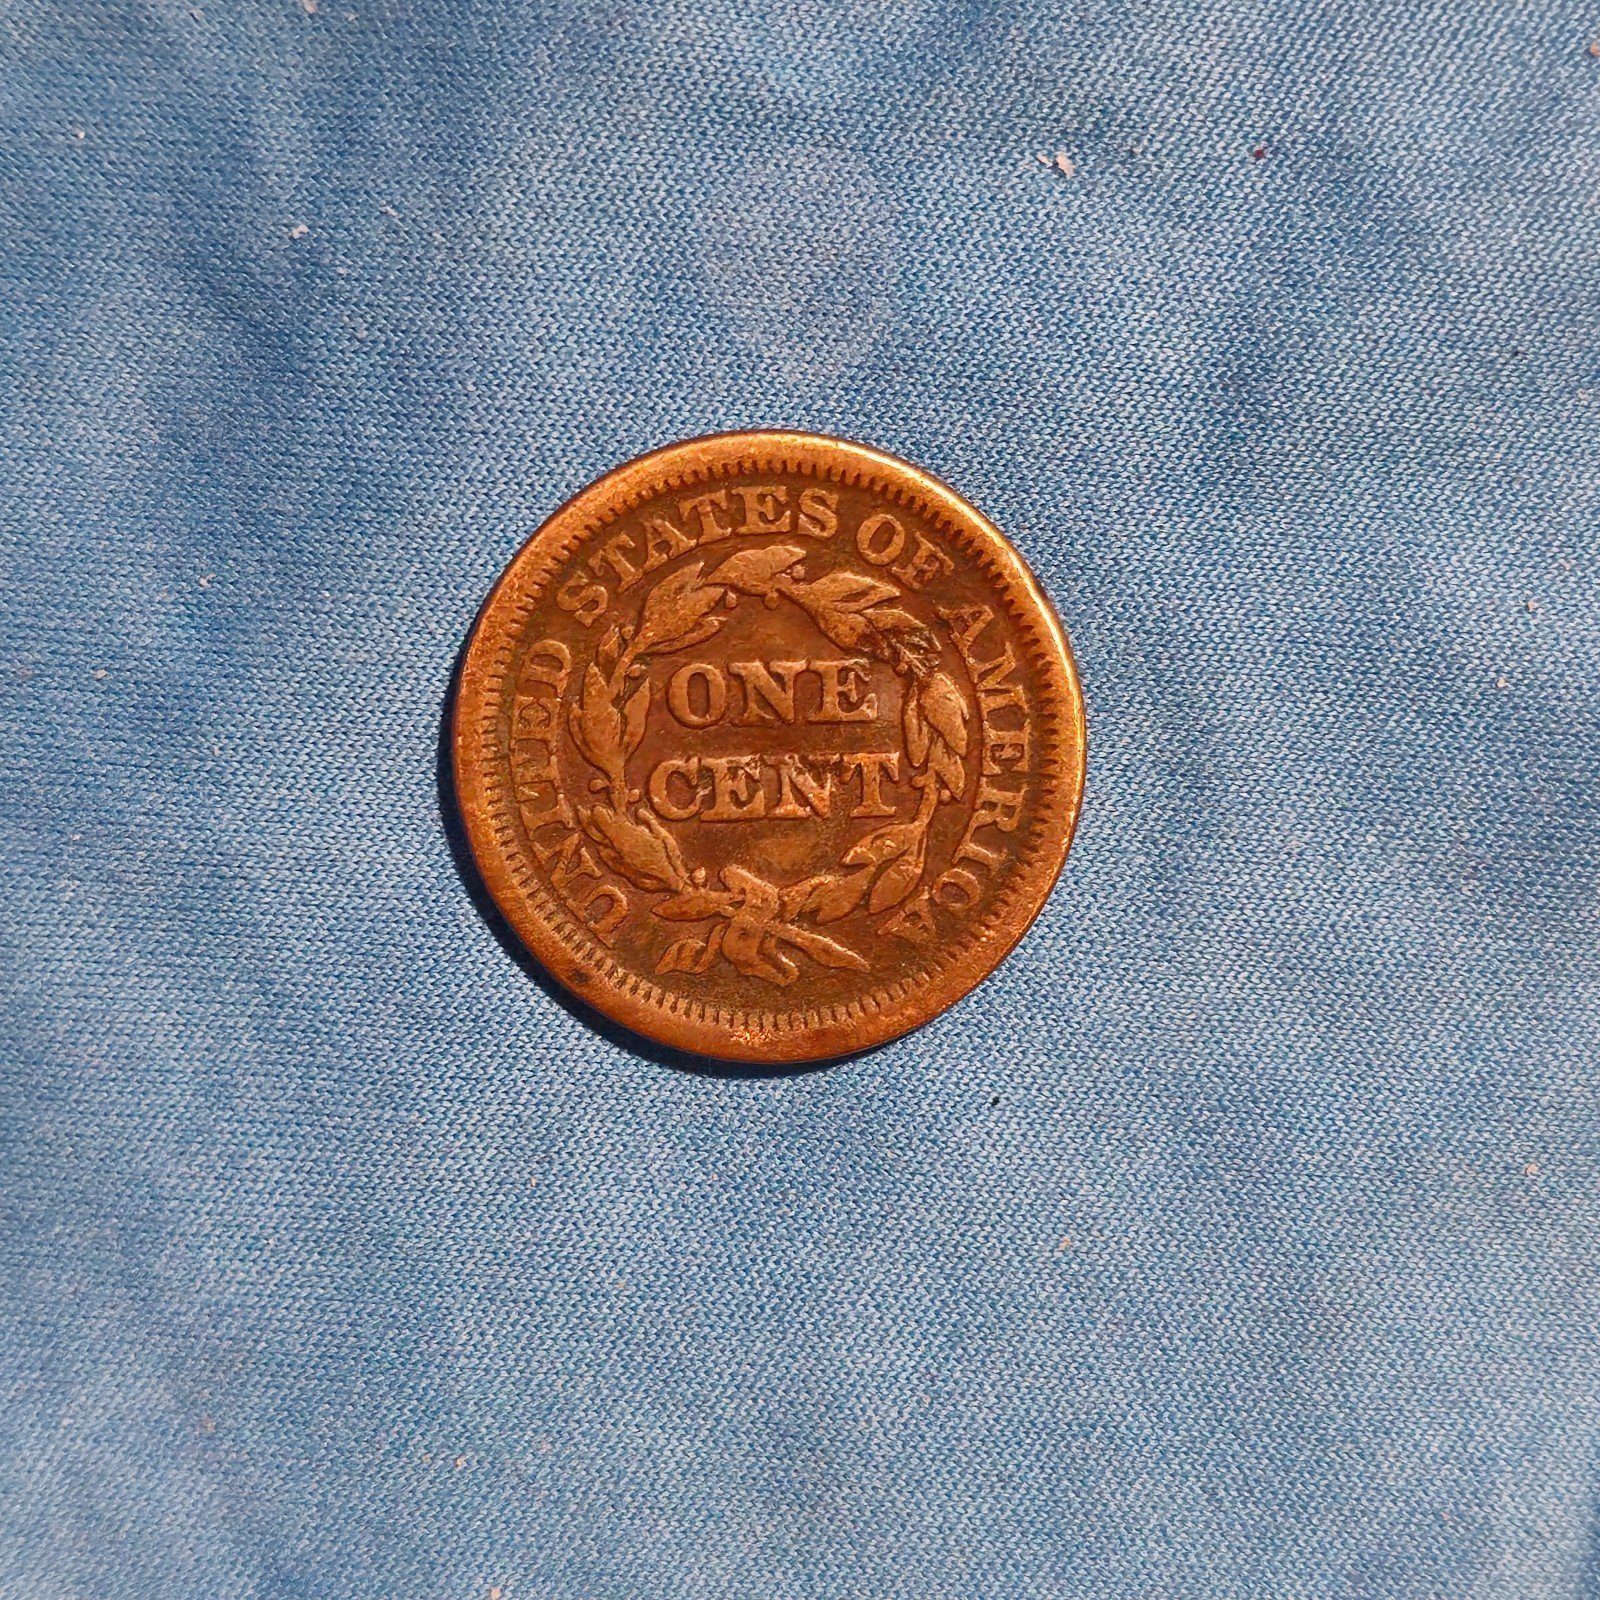 UNITED STATES OF AMERICA
ONE
CENT